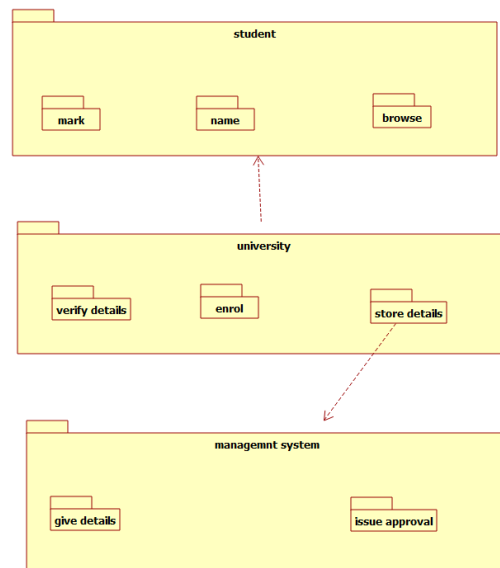 student
mark
name
browse
university
verify details
enrol
store details
managemnt system
give details
issue approval